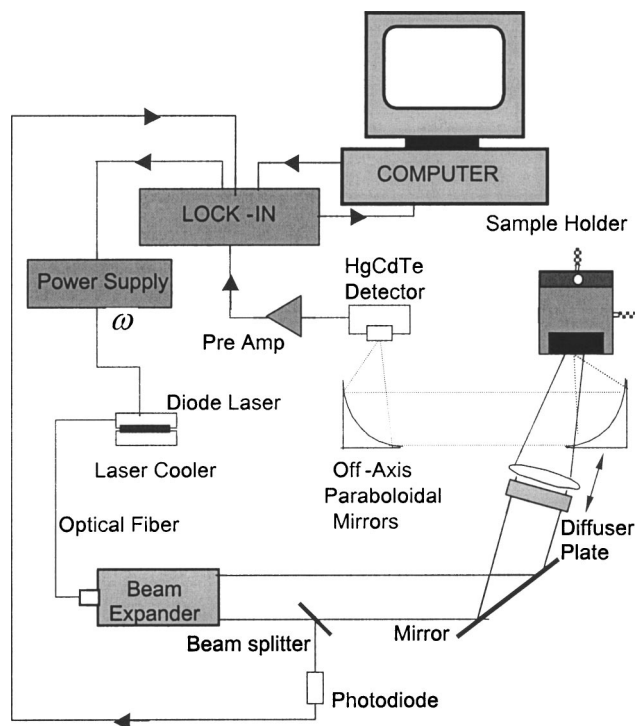 COMPUTER
LOCK -IN
Sample Holder
HgCdTe
Detector
Power Supply
ω
Pre Amp
Diode Laser
Laser Cooler
Off -Axis
Paraboloidal
Mirrors
Optical Fiber
Diffuser
Plate
Beam
Expander
Beam splitter
Mirror
Photodiode